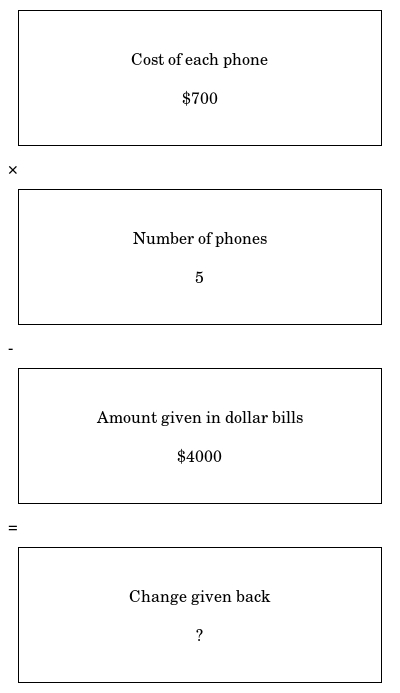 Cost of each phone
$700
×
Number of phones
5
-
Amount given in dollar bills
$4000
=
Change given back
?